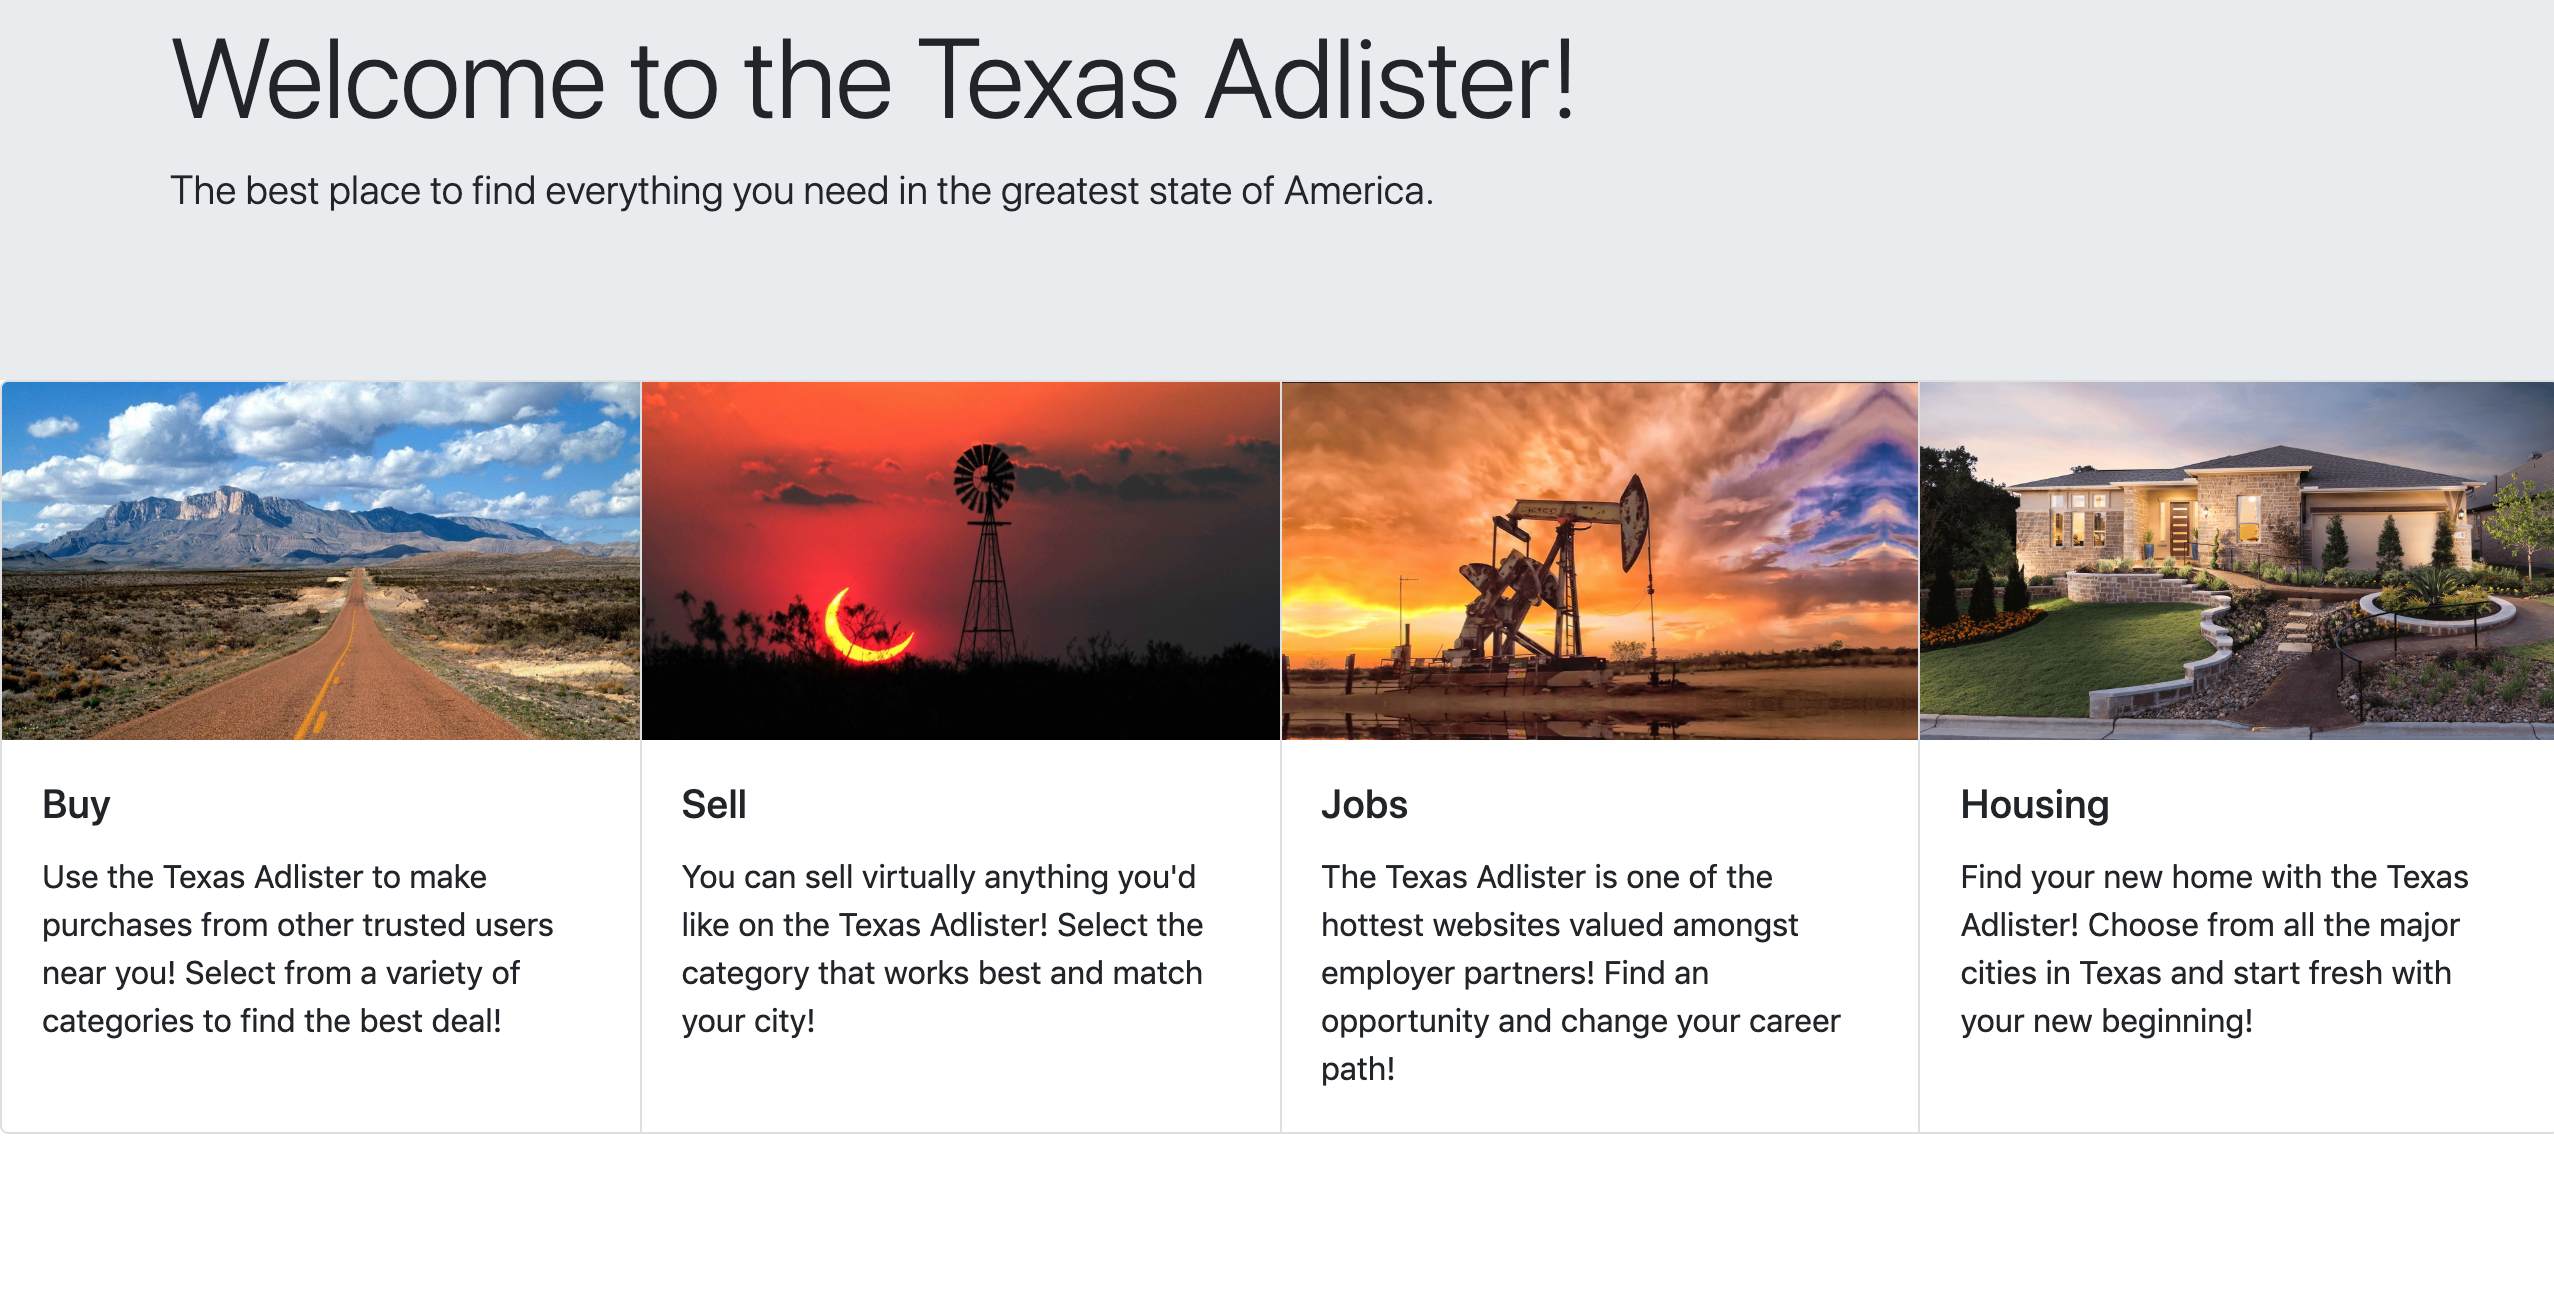 Welcome to the Texas Adlister!
The best place to find everything you need in the greatest state of America.
Buy
Use the Texas Adlister to make
purchases from other trusted users
near you! Select from a variety of
categories to find the best deal!
Sell
You can sell virtually anything you'd
like on the Texas Adlister! Select the
category that works best and match
your city!
Jobs
The Texas Adlister is one of the
hottest websites valued amongst
employer partners! Find an
opportunity and change your career
path!
Housing
Find your new home with the Texas
Adlister! Choose from all the major
cities in Texas and start fresh with
your new beginning!